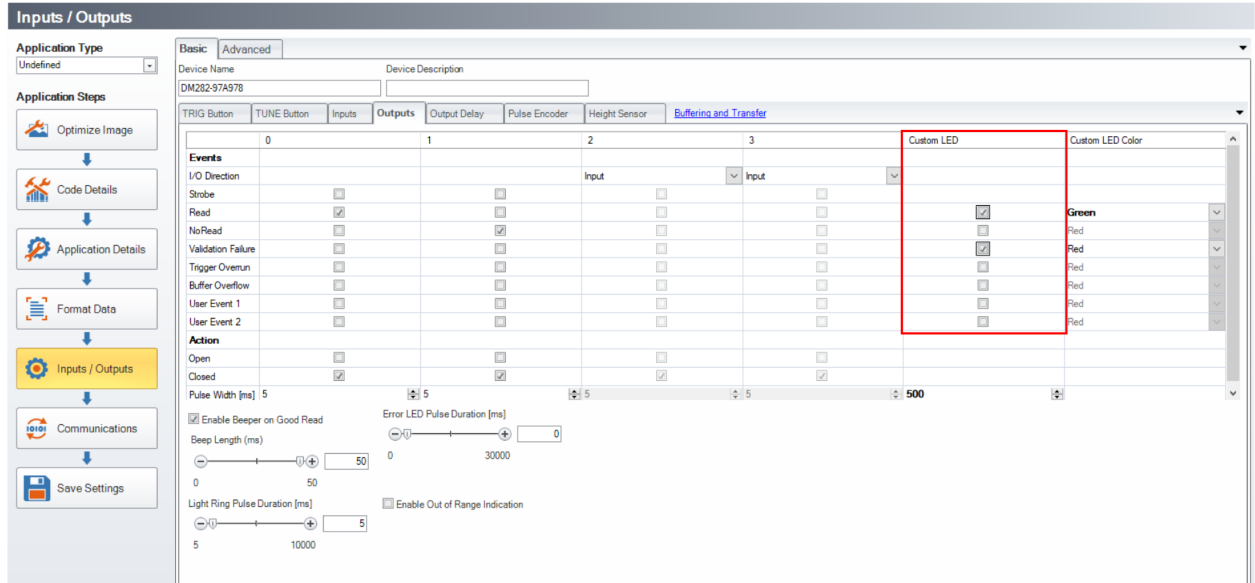 Inputs / Outputs
Application Type
Undefined
Application Steps
Optimize Image
Code Details
Application Details
Format Data
Inputs / Outputs
Communications
Save Settings
Basic Advanced
Device Name Device Description
DM282-97A978
TRIG Button TUNE Button Inputs Outputs Output Delay Pulse Encoder Height Sensor Buffering and Transfer
0 1 2 3 Custom LED Custom LED Color
Events
I/O Direction Input Input
Strobe
Read Green
NoRead Red
Validation Failure Red
Trigger Overrun Red
Buffer Overflow Red
User Event 1 Red
User Event 2 Red
Action
Open
Closed
Pulse Width [ms] 5 5 5 5 500
Enable Beeper on Good Read
Beep Length (ms)
50
0 50
Error LED Pulse Duration [ms]
0
0 30000
Light Ring Pulse Duration [ms]
5
5 10000
Enable Out of Range Indication